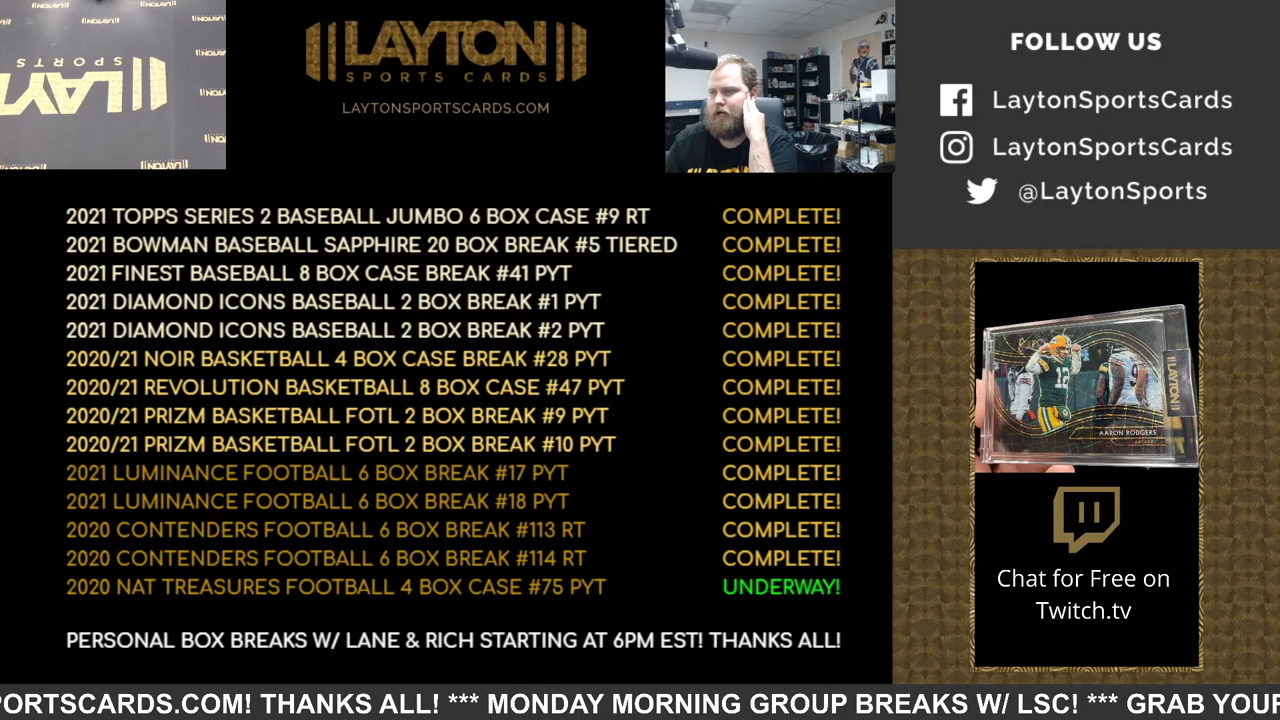 LAYTON
SPORTS CARDS
LAYTONSPORTSCARDS.COM
LAYTON
SPORTS
FOLLOW US
LaytonSportsCards
LaytonSportsCards
@LaytonSports
2021 TOPPS SERIES 2 BASEBALL JUMBO 6 BOX CASE #9 RT COMPLETE!
2021 BOWMAN BASEBALL SAPPHIRE 20 BOX BREAK #5 TIERED COMPLETE!
2021 FINEST BASEBALL 8 BOX CASE BREAK #41 PYT COMPLETE!
2021 DIAMOND ICONS BASEBALL 2 BOX BREAK #1 PYT COMPLETE!
2021 DIAMOND ICONS BASEBALL 2 BOX BREAK #2 PYT COMPLETE!
2020/21 NOIR BASKETBALL 4 BOX CASE BREAK #28 PYT COMPLETE!
2020/21 REVOLUTION BASKETBALL 8 BOX CASE #47 PYT COMPLETE!
2020/21 PRIZM BASKETBALL FOTL 2 BOX BREAK #9 PYT COMPLETE!
2020/21 PRIZM BASKETBALL FOTL 2 BOX BREAK #10 PYT COMPLETE!
2021 LUMINANCE FOOTBALL 6 BOX BREAK #17 PYT COMPLETE!
2021 LUMINANCE FOOTBALL 6 BOX BREAK #18 PYT COMPLETE!
2020 CONTENDERS FOOTBALL 6 BOX BREAK #113 RT COMPLETE!
2020 CONTENDERS FOOTBALL 6 BOX BREAK #114 RT COMPLETE!
2020 NAT TREASURES FOOTBALL 4 BOX CASE #75 PYT UNDERWAY!
PERSONAL BOX BREAKS W/ LANE & RICH STARTING AT 6PM EST! THANKS ALL!
12
AARON RODGERS
LAYTON
Chat for Free on
Twitch.tv
PORTSCARDS.COM! THANKS ALL! *** MONDAY MORNING GROUP BREAKS W/ LSC! *** GRAB YOUR